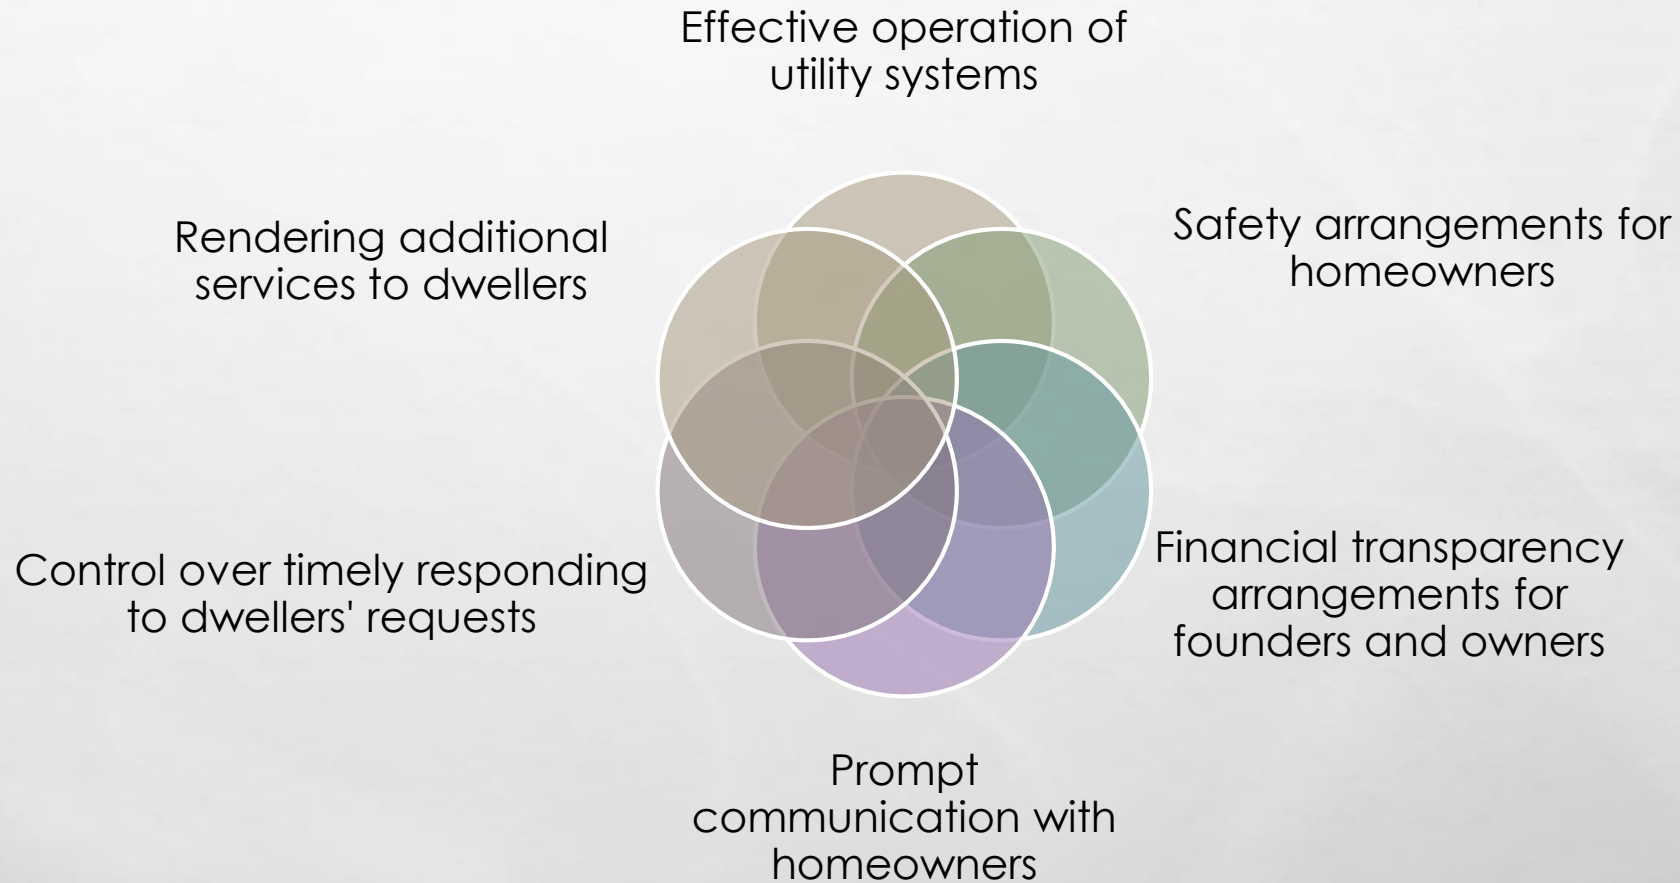 Effective operation of
utility systems
Safety arrangements for
homeowners
Financial transparency
arrangements for
founders and owners
Prompt
communication with
homeowners
Control over timely responding
to dwellers' requests
Rendering additional
services to dwellers